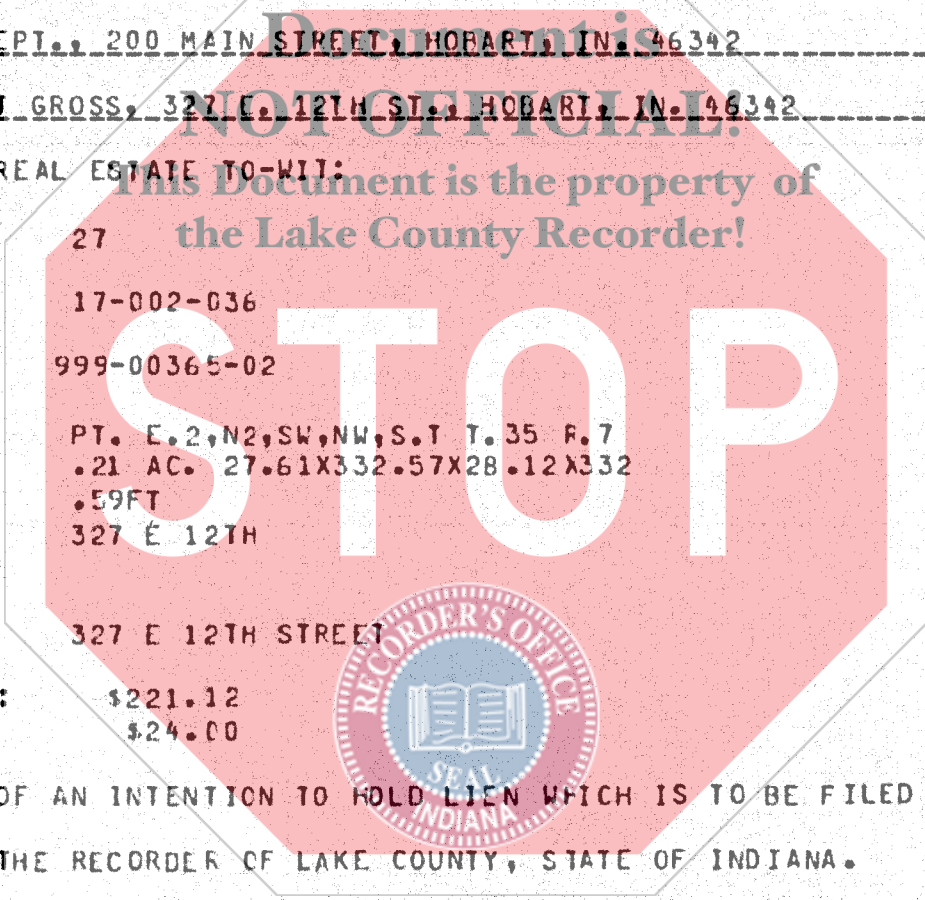 Document is
EPT., 200 MAIN STREET, HOBART, IN. 46342
NOT OFFICIAL!
GROSS, 327 E. 12TH ST., HOBART, IN. 46342
REAL ESTATE TO-WIT:
This Document is the property of
the Lake County Recorder!
27
17-002-036
STOP
999-00365-02
PT. E.2,N2,SW,NW,S.T T.35 R.7
.21 AC. 27.61X332.57X28.12X332
.59FT
327 E 12TH
327 E 12TH STREET
RECORDER'S OFFICE
SEAL
INDIANA
: $221.12
$24.00
OF AN INTENTION TO HOLD LIEN WHICH IS TO BE FILED
THE RECORDER OF LAKE COUNTY, STATE OF INDIANA.